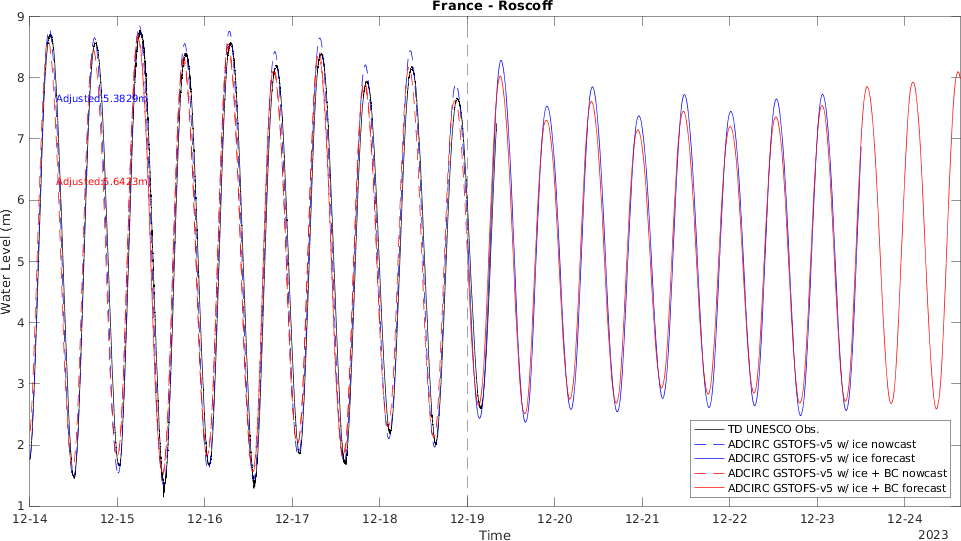 France - Roscoff
9
8
7
6
5
4
3
2
1
Water Level (m)
Adjusted:5.3829m
Adjusted:5.6423m
TD UNESCO Obs.
ADCIRC GSTOFS-v5 w/ ice nowcast
ADCIRC GSTOFS-v5 w/ ice forecast
ADCIRC GSTOFS-v5 w/ ice + BC nowcast
ADCIRC GSTOFS-v5 w/ ice + BC forecast
12-14 12-15 12-16 12-17 12-18 12-19 12-20 12-21 12-22 12-23 12-24
Time
2023